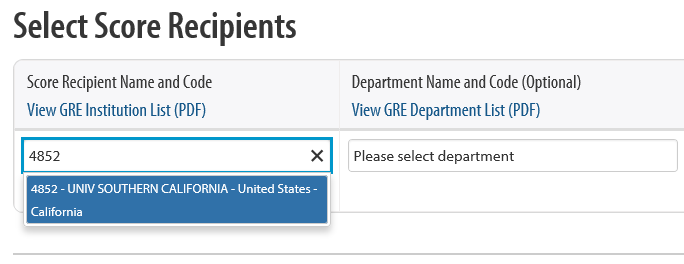 Select Score Recipients
Score Recipient Name and Code
Department Name and Code (Optional)
View GRE Institution List (PDF)
View GRE Department List (PDF)
4852
Please select department
4852 - UNIV SOUTHERN CALIFORNIA - United States -
California